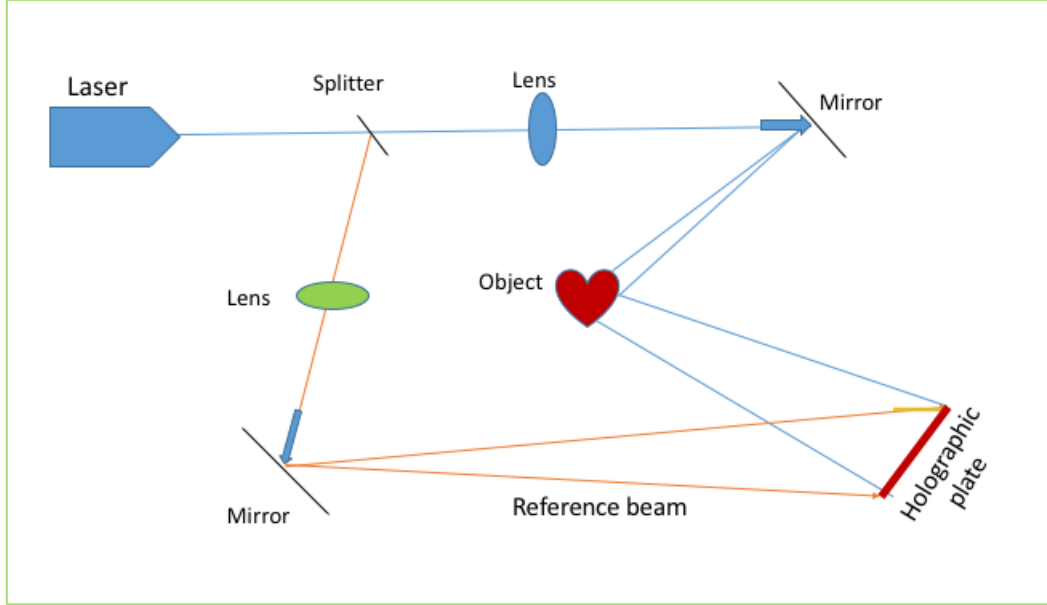 Laser
Splitter
Lens
Mirror
Object
Lens
Mirror
Reference beam
Holographic
plate